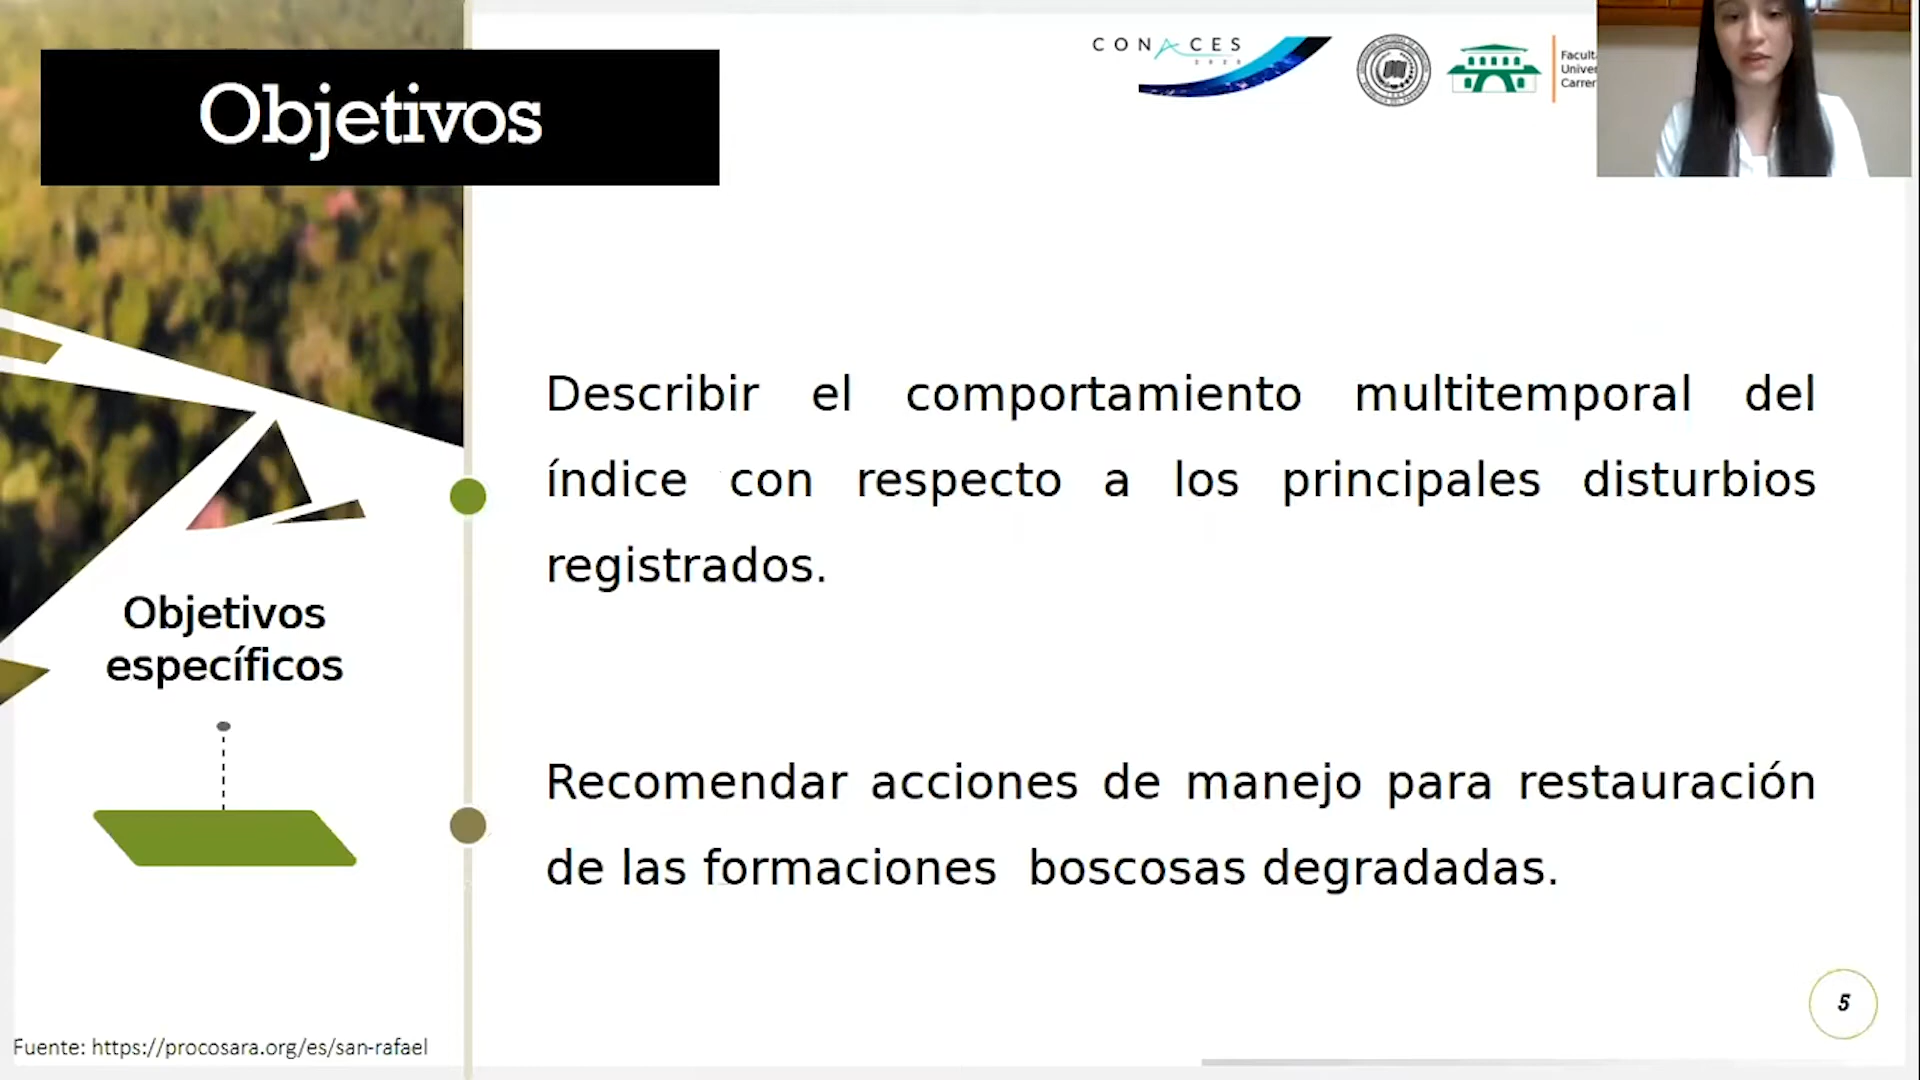 Objetivos
CONACES
2020
Facult
Univer
Carrer
Describir el comportamiento multitemporal del
índice con respecto a los principales disturbios
registrados.
Objetivos
específicos
Recomendar acciones de manejo para restauración
de las formaciones boscosas degradadas.
5
Fuente: https://procosara.org/es/san-rafael